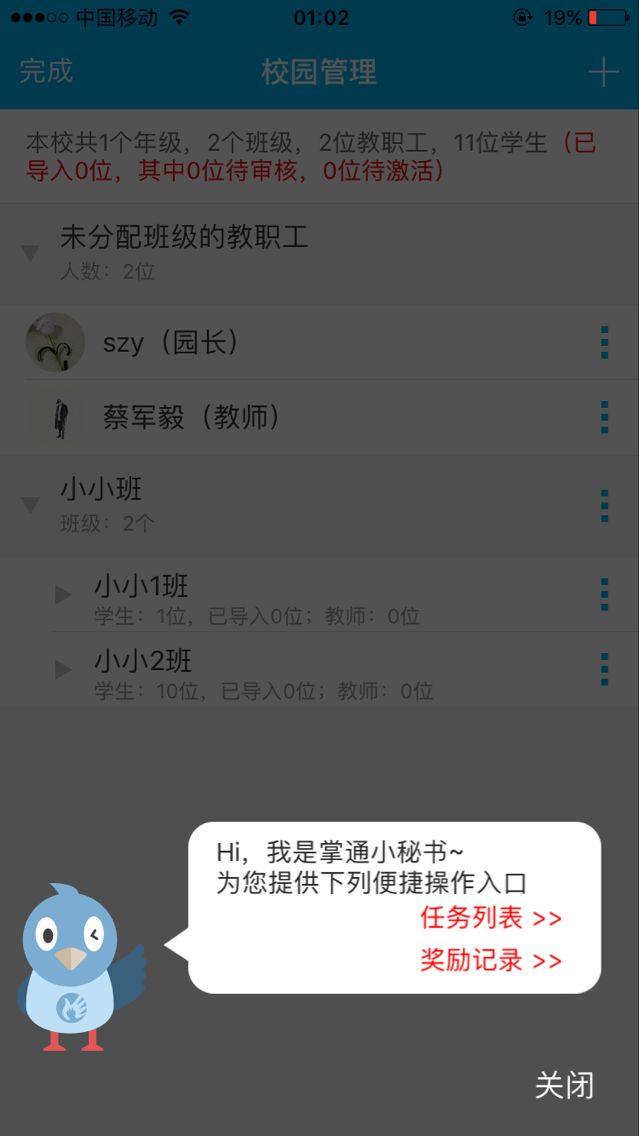 中国移动 01:02 19%
完成 校园管理
本校共1个年级，2个班级，2位教职工，11位学生（已
导入0位，其中0位待审核，0位待激活）
未分配班级的教职工
人数：2位
szy（园长）
蔡军毅（教师）
小小班
班级：2个
小小1班
学生：1位，已导入0位；教师：0位
小小2班
学生：10位，已导入0位；教师：0位
Hi，我是掌通小秘书~
为您提供下列便捷操作入口
任务列表 >>
奖励记录 >>
关闭